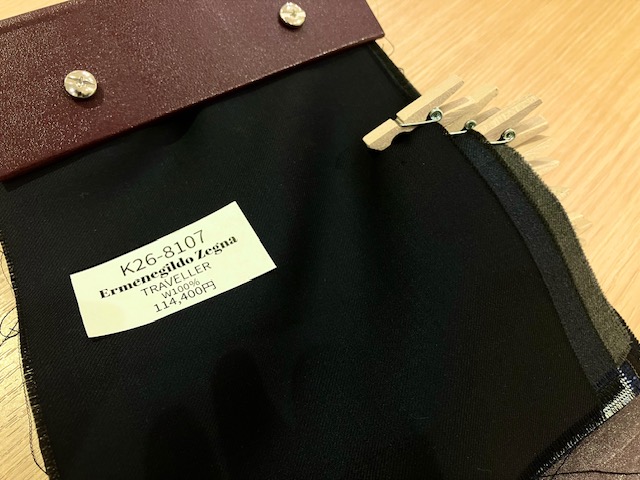 K26-8107
Ermenegildo Zegna
TRAVELLER
W100%
114,400円